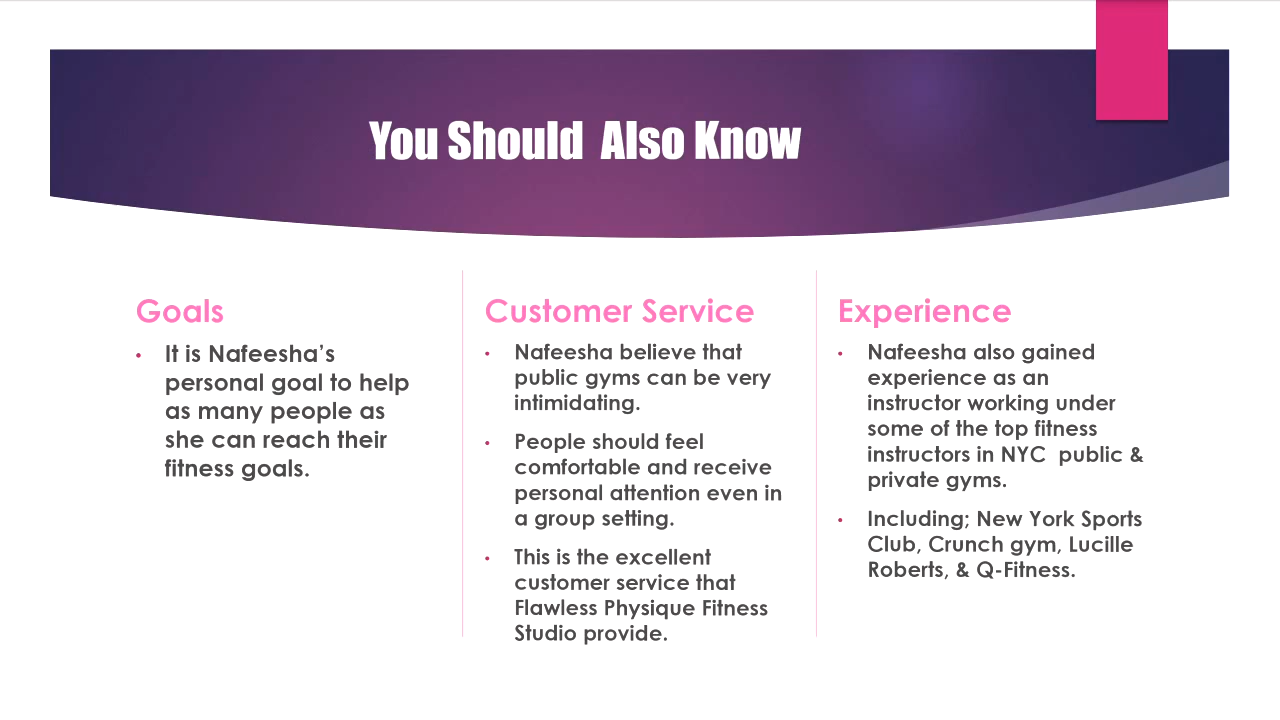 You Should  Also Know
Goals
• It is Nafeesha’s
personal goal to help
as many people as
she can reach their
fitness goals.
Customer Service
• Nafeesha believe that
public gyms can be very
intimidating.
• People should feel
comfortable and receive
personal attention even in
a group setting.
• This is the excellent
customer service that
Flawless Physique Fitness
Studio provide.
Experience
• Nafeesha also gained
experience as an
instructor working under
some of the top fitness
instructors in NYC  public &
private gyms.
• Including; New York Sports
Club, Crunch gym, Lucille
Roberts, & Q-Fitness.